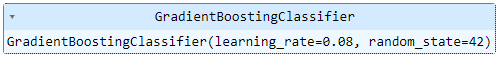 GradientBoostingClassifier
GradientBoostingClassifier(learning_rate=0.08, random_state=42)